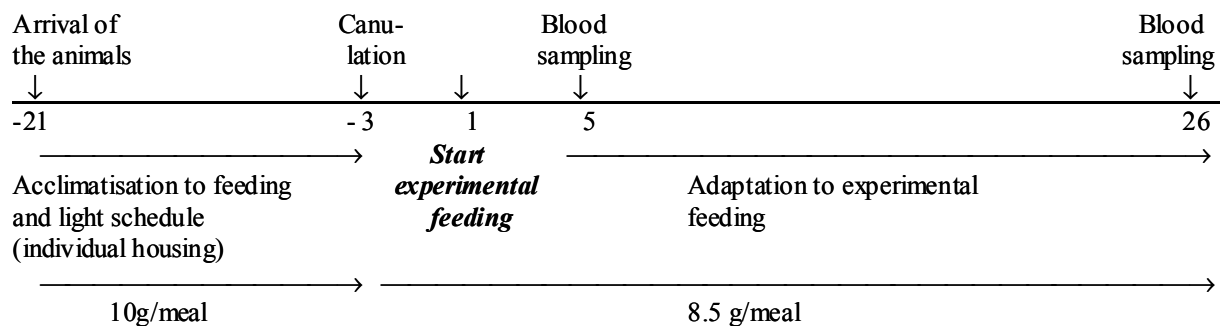 Arrival of the animals
Canu-
lation
Blood
sampling
Blood
sampling
-21
- 3
1
5
26
Start
experimental
feeding
Acclimatisation to feeding
and light schedule
(individual housing)
Adaptation to experimental
feeding
10g/meal
8.5 g/meal